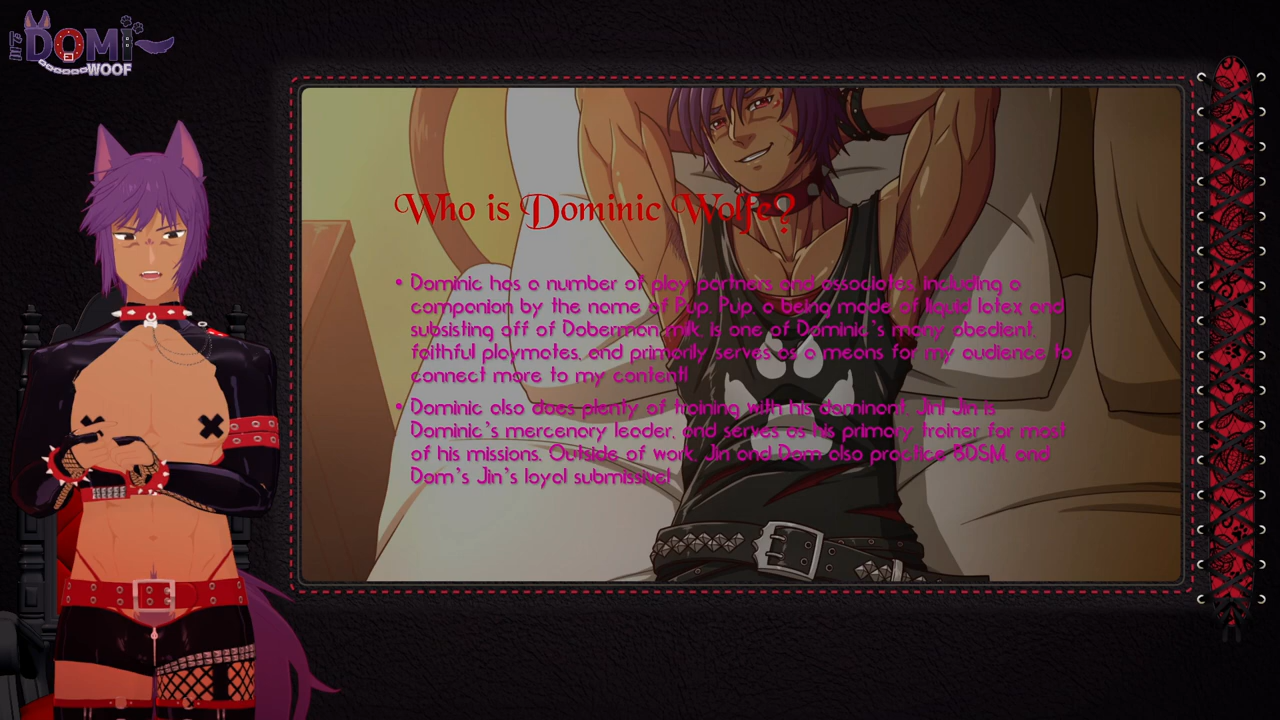 DOMI
WOOF
Who is Dominic Wolfe?
• Dominic has a number of play partners and associates, including a
companion by the name of Pup. Pup, a being made of liquid latex and
subsisting off of Doberman milk, is one of Dominic's many obedient,
faithful playmates, and primarily serves as a means for my audience to
connect more to my content!
• Dominic also does plenty of training with his dominant, Jin! Jin is
Dominic's mercenary leader, and serves as his primary trainer for most
of his missions. Outside of work, Jin and Dom also practice BDSM, and
Dom's Jin's loyal submissive!